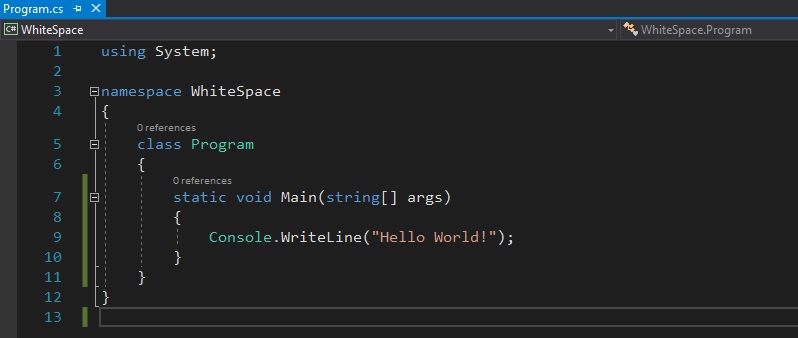 Program.cs
C# WhiteSpace WhiteSpace.Program
1 using System;
2
3 namespace WhiteSpace
4 {
0 references
5 class Program
6 {
0 references
7 static void Main(string[] args)
8 {
9 Console.WriteLine("Hello World!");
10 }
11 }
12 }
13